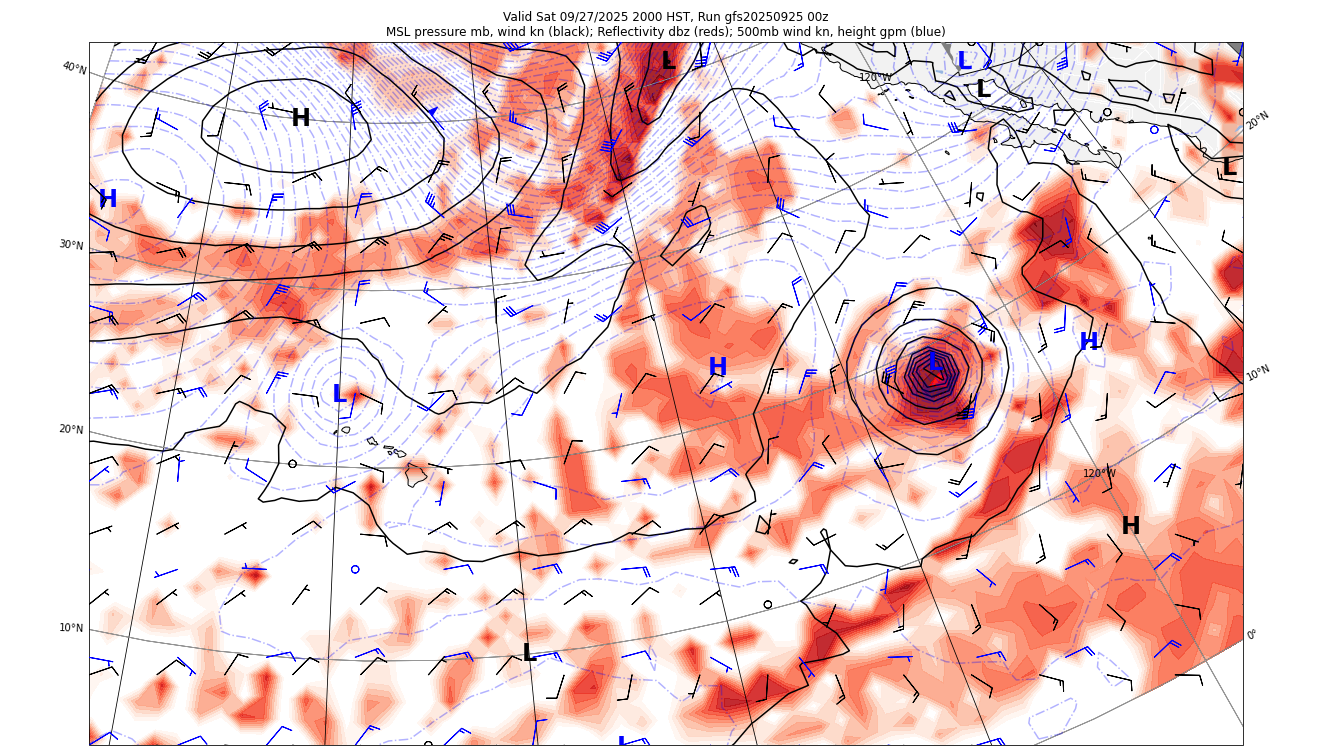 Valid Sat 09/27/2025 2000 HST, Run gfs20250925 00z
MSL pressure mb, wind kn (black); Reflectivity dbz (reds); 500mb wind kn, height gpm (blue)
L
L
40°N
120°W
L
H
20°N
L
H
30°N
H
L
H
10°N
L
20°N
120°W
H
10°N
0°
L
L